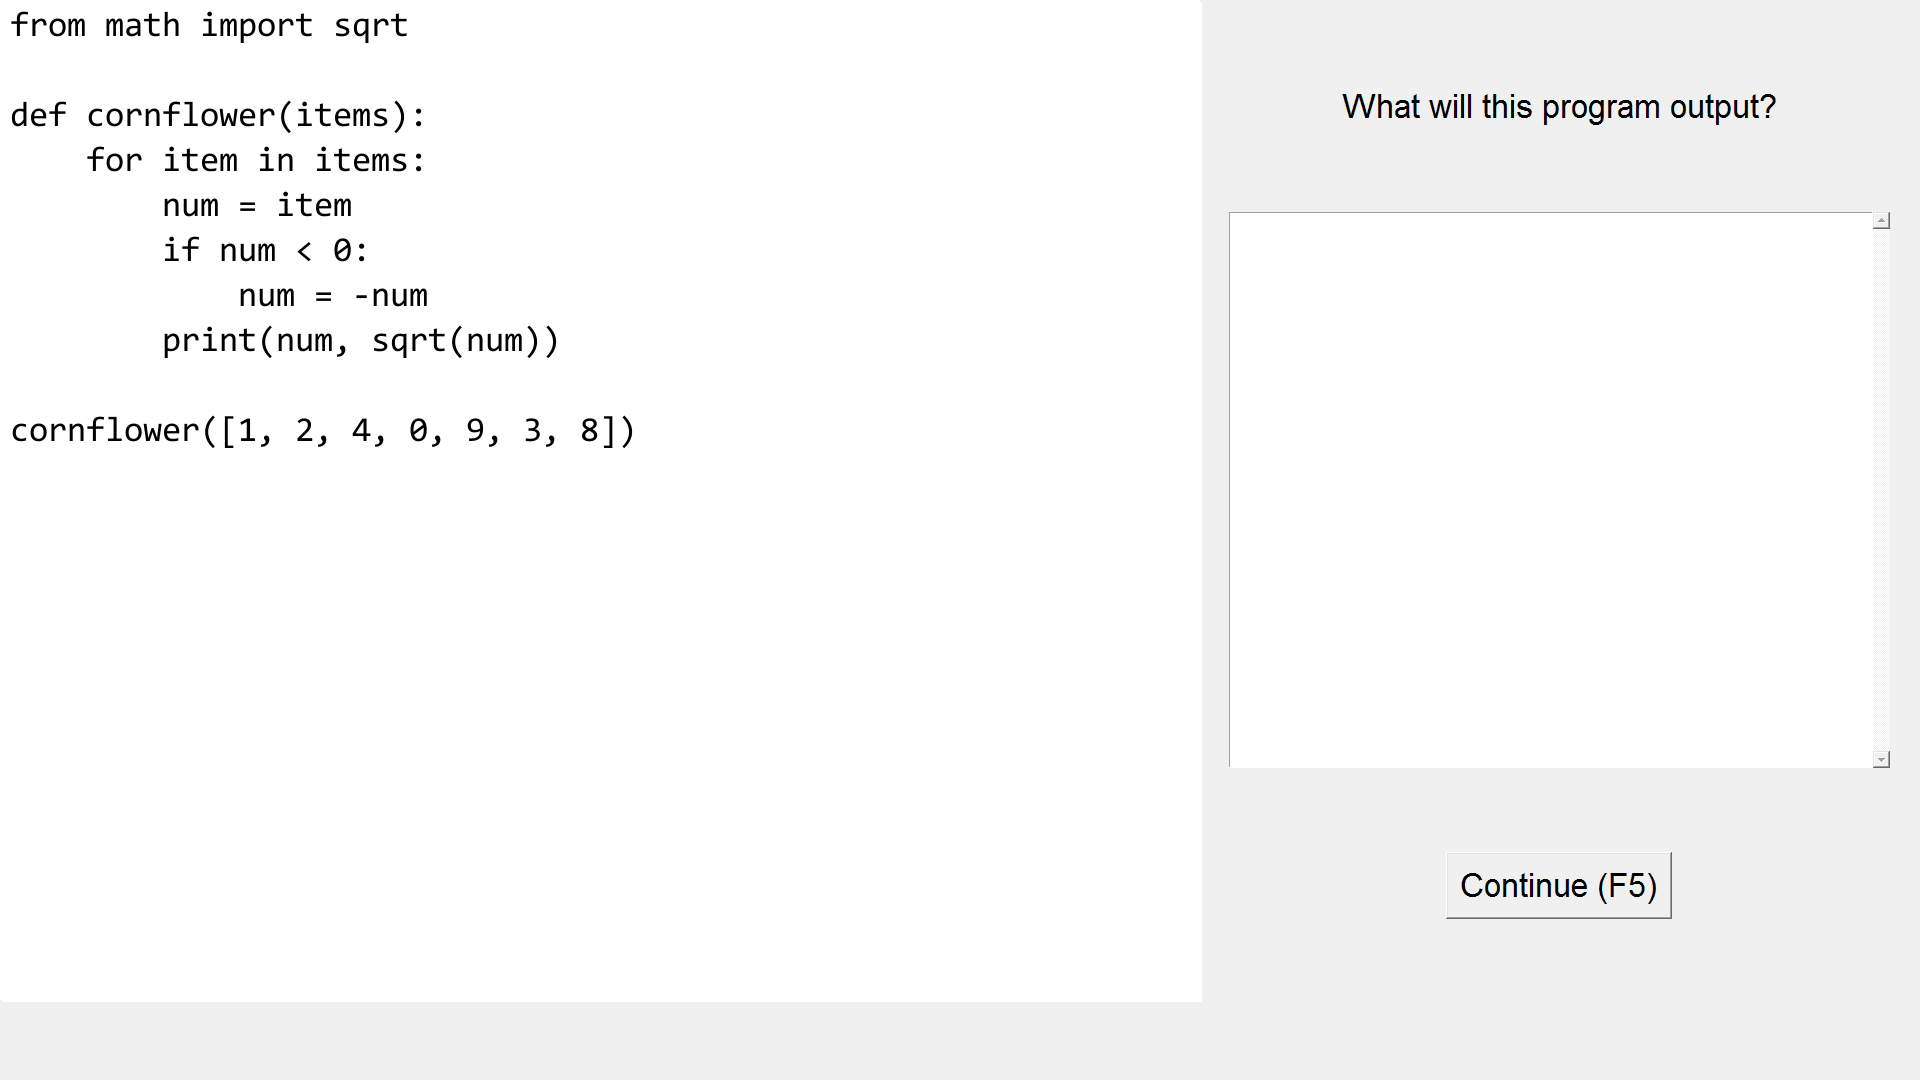 from math import sqrt

def cornflower(items):
    for item in items:
        num = item
        if num < 0:
            num = -num
        print(num, sqrt(num))

cornflower([1, 2, 4, 0, 9, 3, 8])
What will this program output?
Continue (F5)